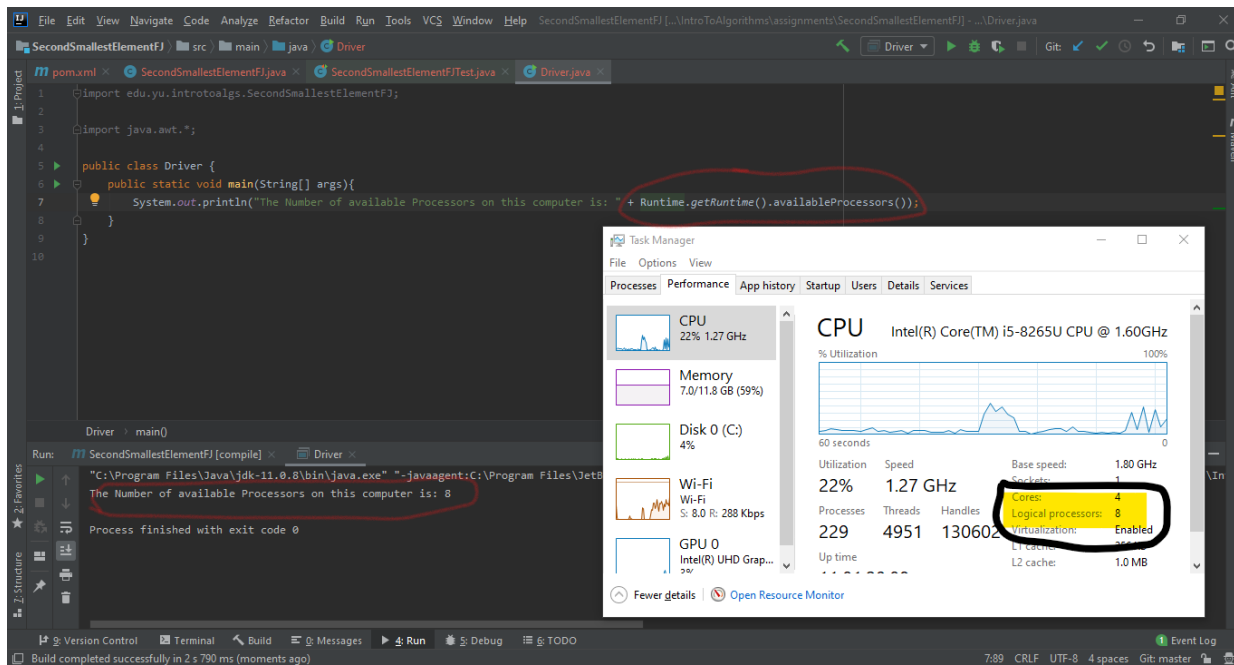 File Edit View Navigate Code Analyze Refactor Build Run Tools VCS Window Help SecondSmallestElementFJ [...\IntroToAlgorithms\assignments\SecondSmallestElementFJ] - ...\Driver.java
SecondSmallestElementFJ src main java Driver
Driver Git:
pom.xml SecondSmallestElementFJ.java SecondSmallestElementFJTest.java Driver.java
1: Project
1 import edu.yu.introtoalgs.SecondSmallestElementFJ;
2
3 import java.awt.*;
4
5 public class Driver {
6 public static void main(String[] args){
7 System.out.println("The Number of available Processors on this computer is: " + Runtime.getRuntime().availableProcessors());
8 }
9 }
10
Driver main()
Task Manager
File Options View
Processes Performance App history Startup Users Details Services
CPU
22% 1.27 GHz
Memory
7.0/11.8 GB (59%)
Disk 0 (C:)
4%
Wi-Fi
Wi-Fi
S: 8.0 R: 288 Kbps
GPU 0
Intel(R) UHD Grap...
CPU Intel(R) Core(TM) i5-8265U CPU @ 1.60GHz
% Utilization 100%
60 seconds 0
Utilization Speed
22% 1.27 GHz
Processes Threads Handles
229 4951 130602
Up time
Base speed: 1.80 GHz
Sockets: 1
Cores: 4
Logical processors: 8
Virtualization: Enabled
L1 cache:
L2 cache: 1.0 MB
Fewer details Open Resource Monitor
Run: SecondSmallestElementFJ [compile] Driver
"C:\Program Files\Java\jdk-11.0.8\bin\java.exe" "-javaagent:C:\Program Files\JetB
The Number of available Processors on this computer is: 8
Process finished with exit code 0
2: Favorites
Z: Structure
9: Version Control Terminal Build 0: Messages 4: Run 5: Debug 6: TODO 1 Event Log
Build completed successfully in 2 s 790 ms (moments ago) 7:89 CRLF UTF-8 4 spaces Git: master